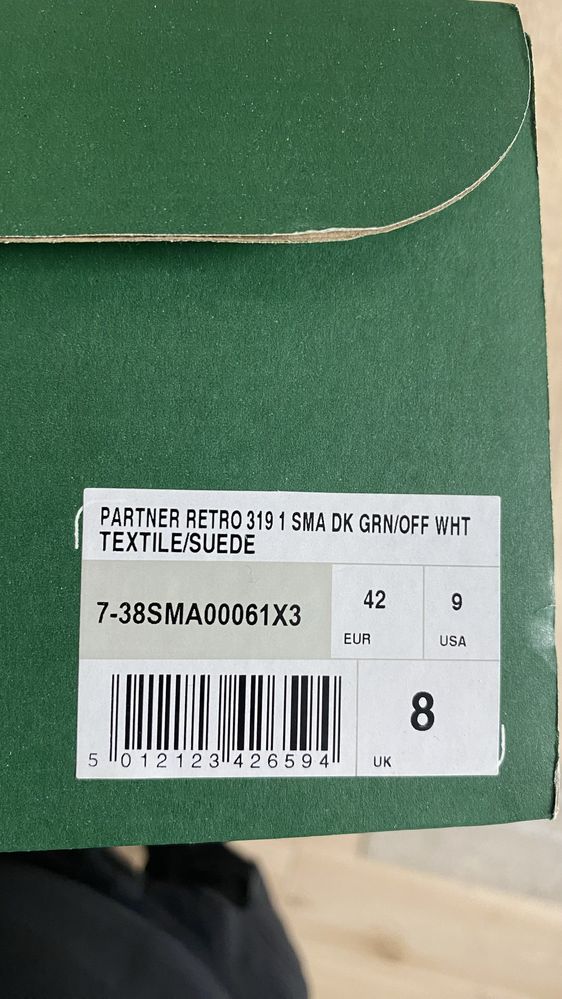 PARTNER RETRO 319 1 SMA DK GRN/OFF WHT
TEXTILE/SUEDE
7-38SMA00061X3
42
EUR
9
USA
5 012123 426594
8
UK